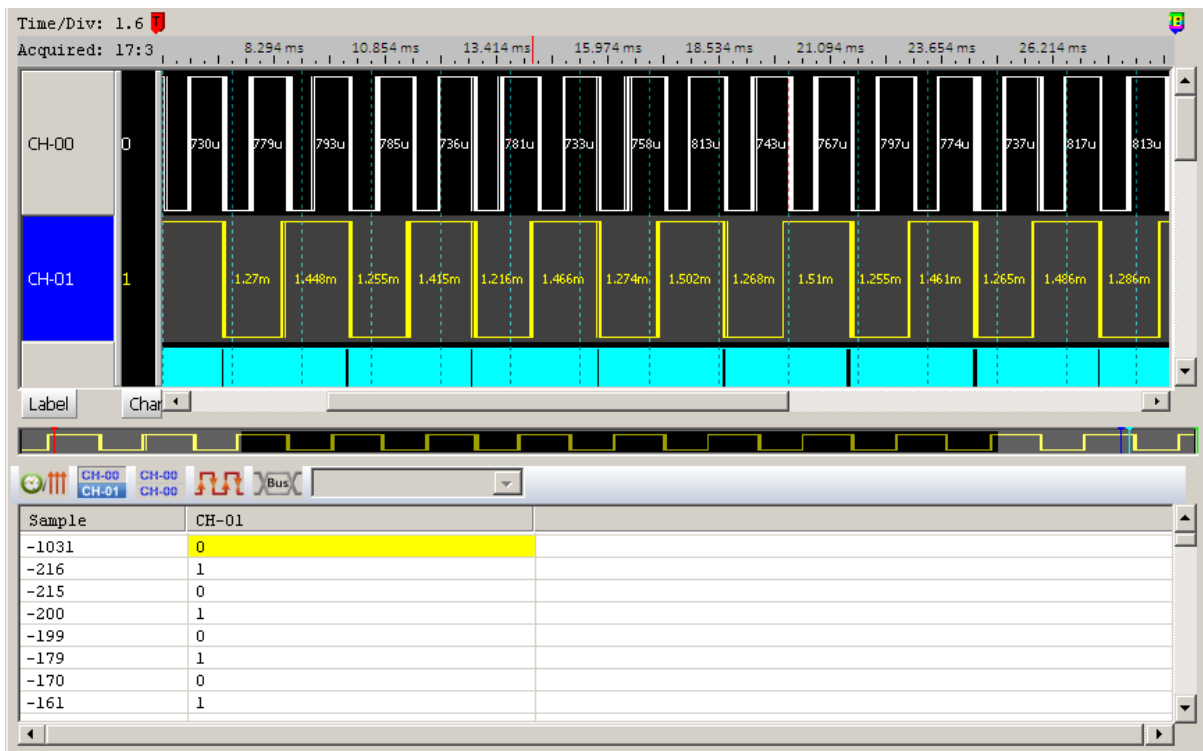 Time/Div: 1.6 T
Acquired: 17:3 8.294 ms 10.854 ms 13.414 ms 15.974 ms 18.534 ms 21.094 ms 23.654 ms 26.214 ms
CH-00 0 730u 779u 793u 785u 736u 781u 733u 758u 813u 743u 767u 797u 774u 737u 817u 813u
CH-01 1 1.27m 1.448m 1.255m 1.415m 1.216m 1.466m 1.274m 1.502m 1.268m 1.51m 1.255m 1.461m 1.265m 1.486m 1.286m
Label Char
CH-00 CH-00 Bus
CH-01 CH-00
Sample CH-01
-1031 0
-216 1
-215 0
-200 1
-199 0
-179 1
-170 0
-161 1